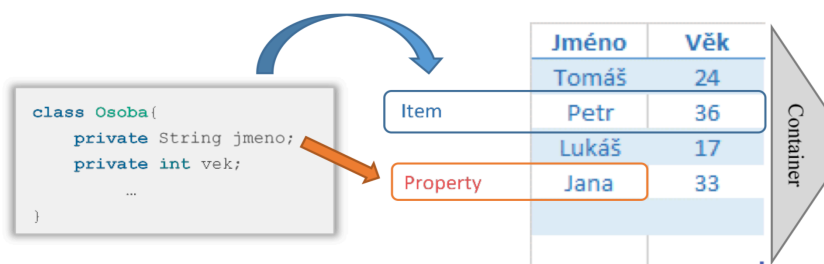 class Osoba{
private String jmeno;
private int vek;
…
}
Item
Property
Jméno Věk
Tomáš 24
Petr 36
Lukáš 17
Jana 33
Container